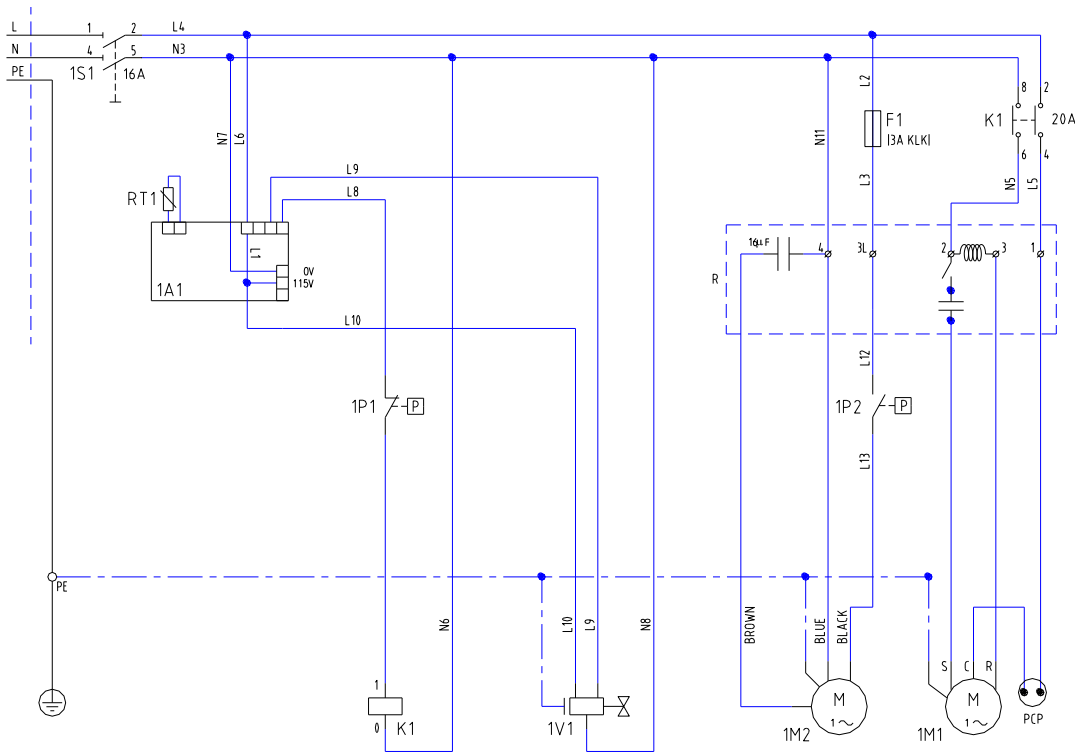 L 1 2 L4
N 4 5 N3
PE 1S1 16A
L2
8 2
F1
|3A KLK|
K1 20A
N7 L6 N11
6 4
L9
L3
L8
N5 L5
RT1
16µF 4 3L 2 3 1
L1
0V
115V
R
1A1
L10
L12
1P1 P
1P2 P
L13
PE
N6
L10 L9
N8
BROWN
BLUE
BLACK
S C R
1
0 K1
1V1
M
1~
1M2
M
1~
1M1
PCP